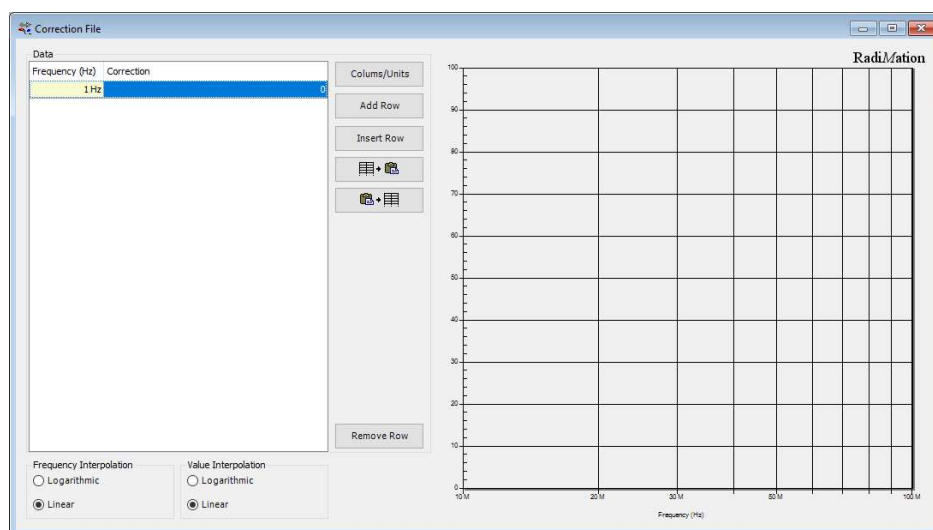 Correction File
Data
Frequency (Hz) Correction
1 Hz 0
Colums/Units
Add Row
Insert Row
Remove Row
Frequency Interpolation
Logarithmic
Linear
Value Interpolation
Logarithmic
Linear
RadiMation
100
90
80
70
60
50
40
30
20
10
0
10 M 20 M 30 M 50 M 100 M
Frequency (Hz)